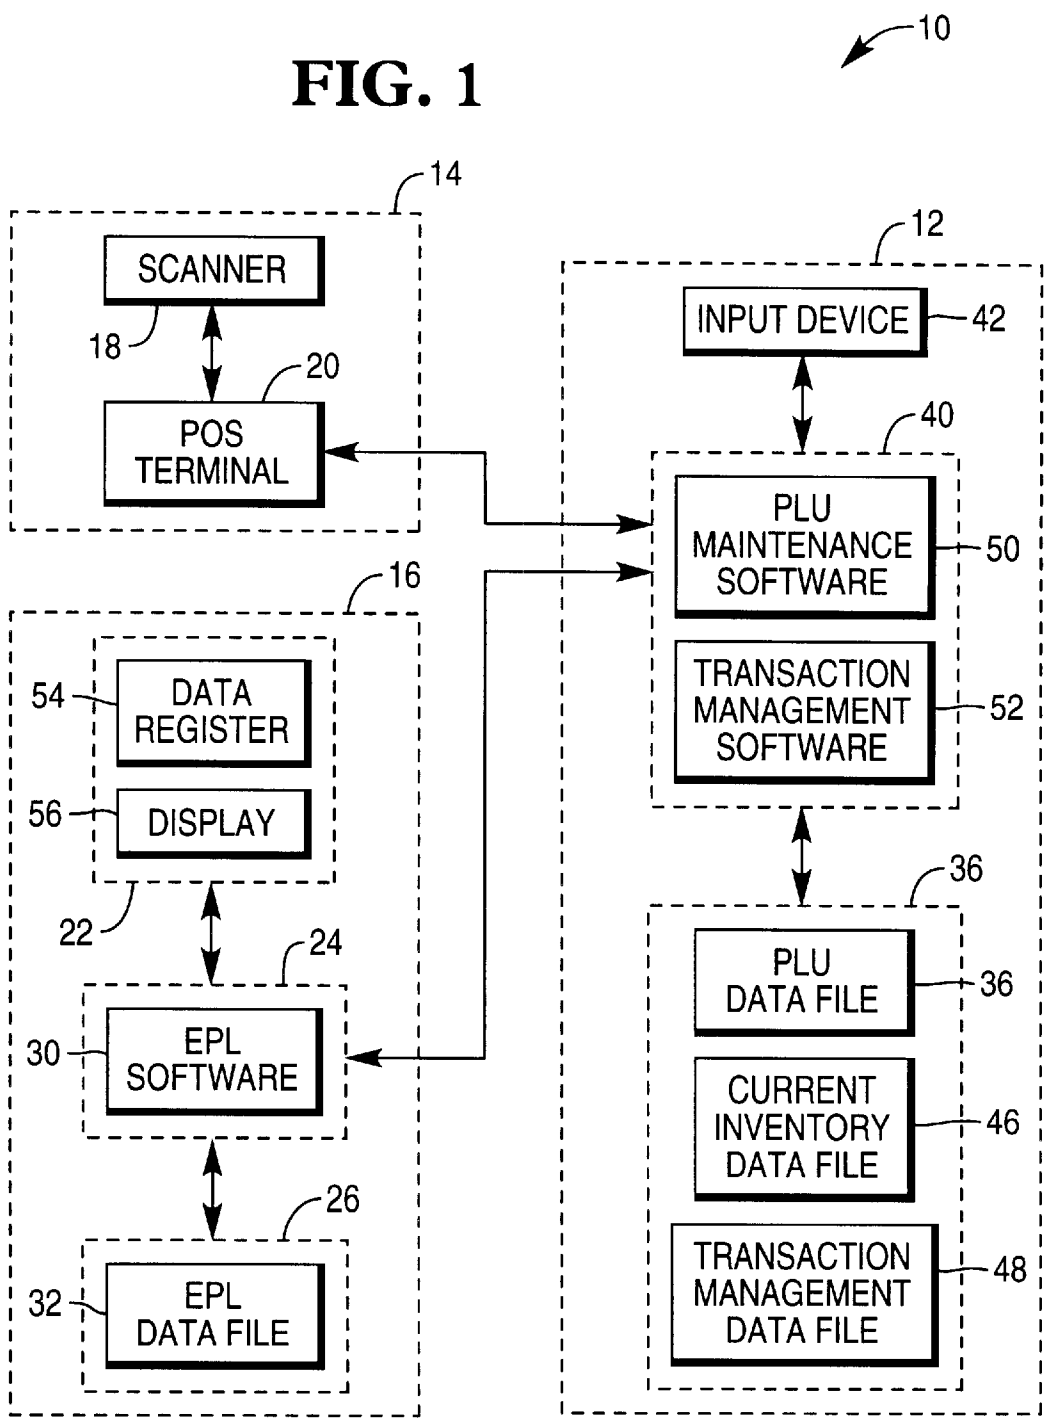 10
FIG. 1
14
SCANNER
18
20
POS
TERMINAL
12
INPUT DEVICE
42
40
PLU
MAINTENANCE
SOFTWARE
50
TRANSACTION
MANAGEMENT
SOFTWARE
52
16
54
DATA
REGISTER
56
DISPLAY
22
24
30
EPL
SOFTWARE
26
32
EPL
DATA FILE
36
PLU
DATA FILE
36
CURRENT
INVENTORY
DATA FILE
46
TRANSACTION
MANAGEMENT
DATA FILE
48